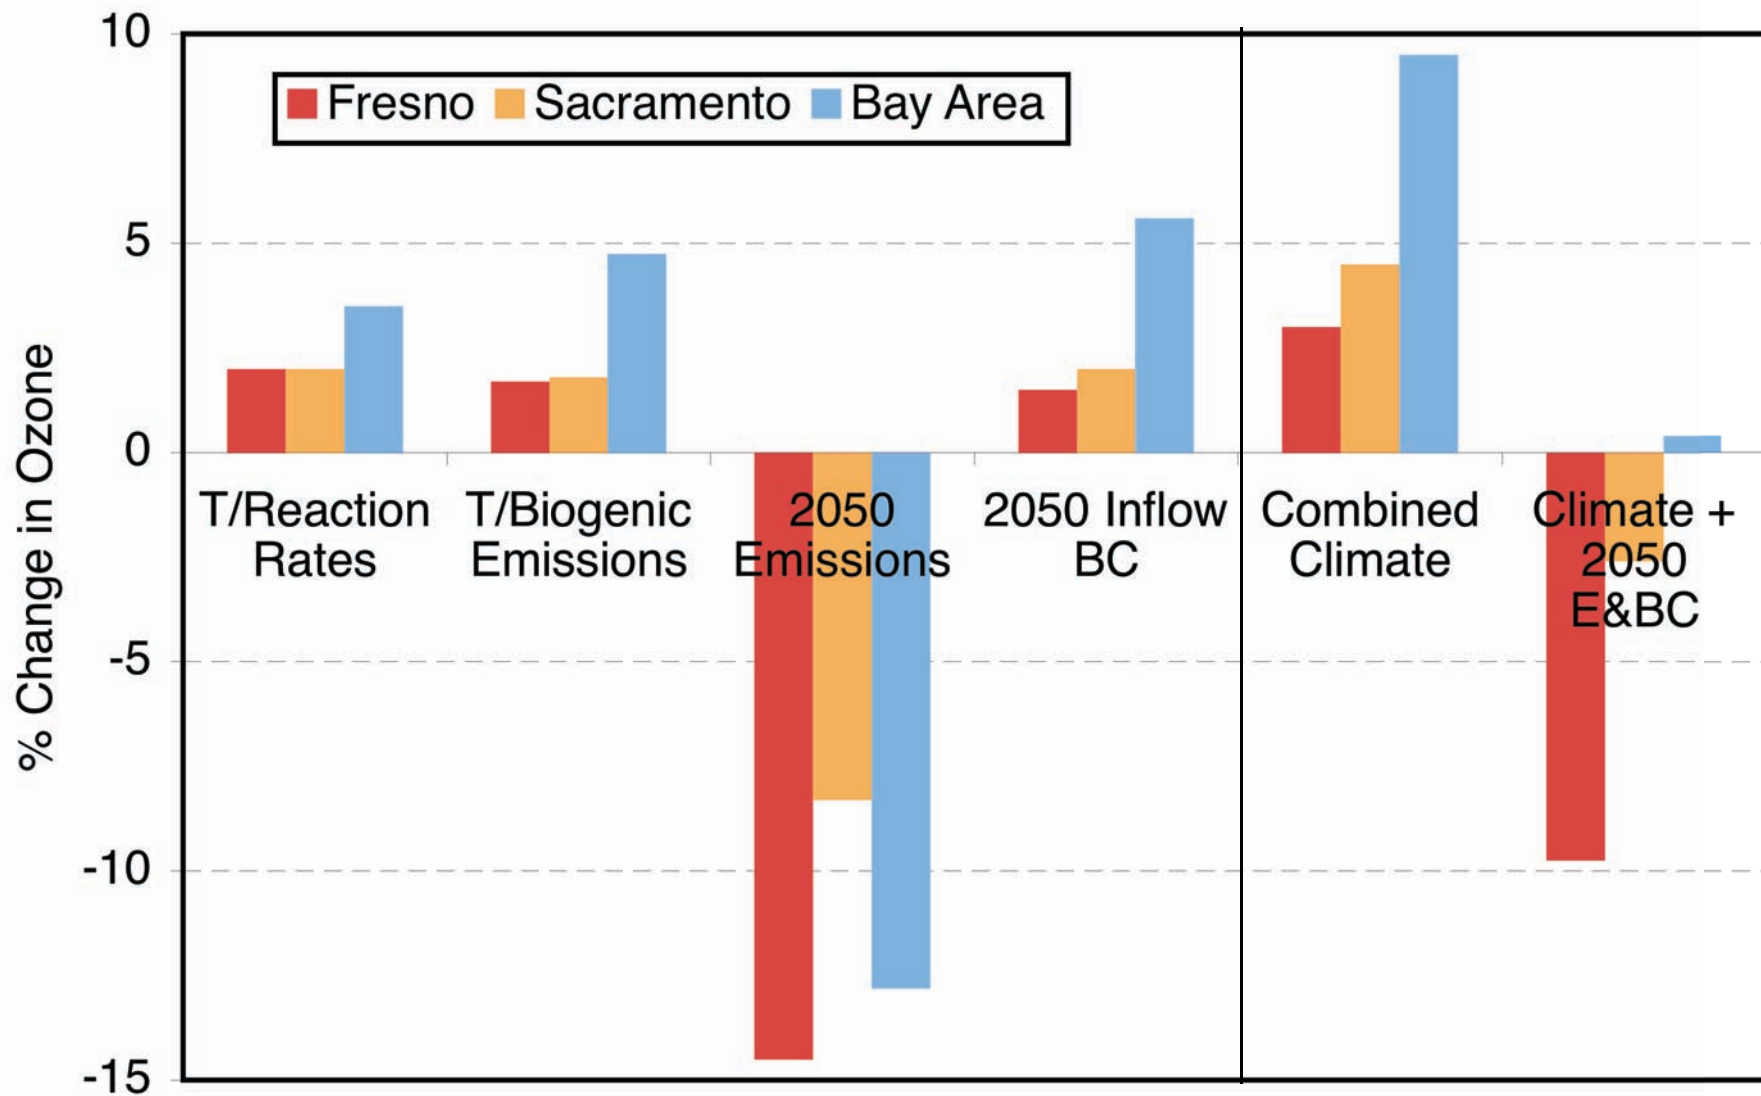 % Change in Ozone
10
5
0
-5
-10
-15
Fresno Sacramento Bay Area
T/Reaction
Rates
T/Biogenic
Emissions
2050
Emissions
2050 Inflow
BC
Combined
Climate
Climate +
2050
E&BC